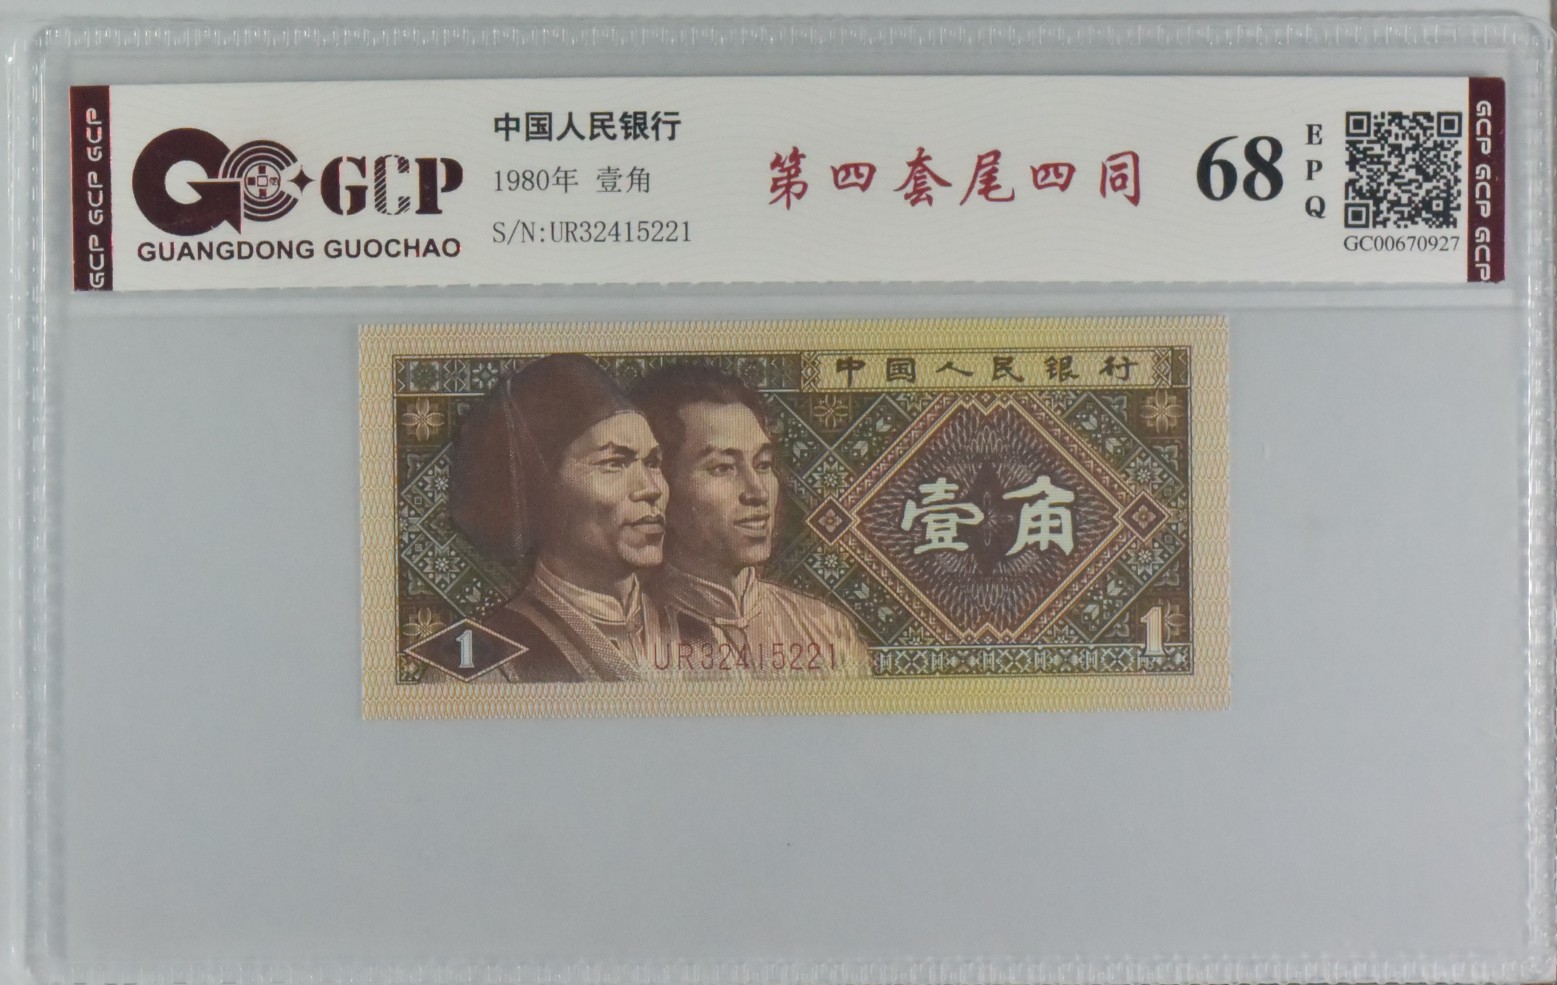 GCP GCP GCP
GCP
GUANGDONG GUOCHAO
中国人民银行
1980年 壹角
S/N:UR32415221
第四套尾四同
68
EPQ
GC00670927
GCP GCP GCP
中国人民银行
壹角
1
UR32415221
1